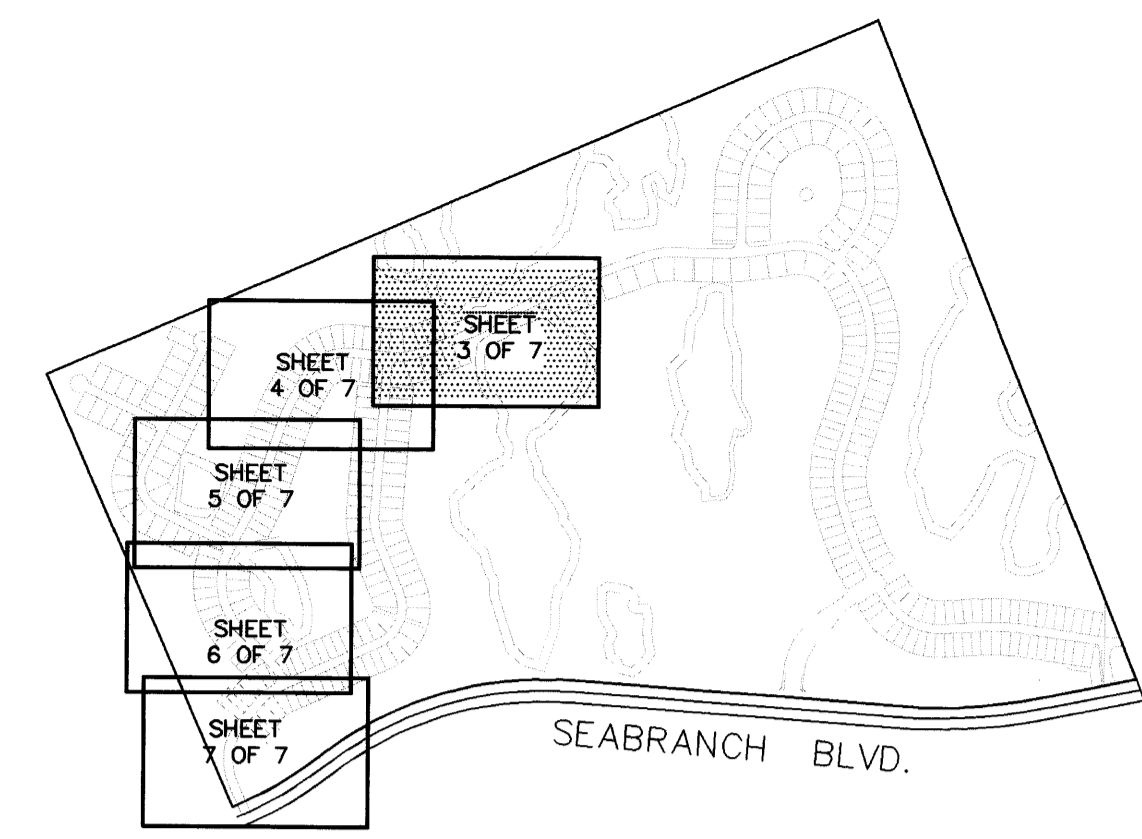 SHEET
3 OF 7
SHEET
4 OF 7
SHEET
5 OF 7
SHEET
6 OF 7
SHEET
7 OF 7
SEABRANCH BLVD.